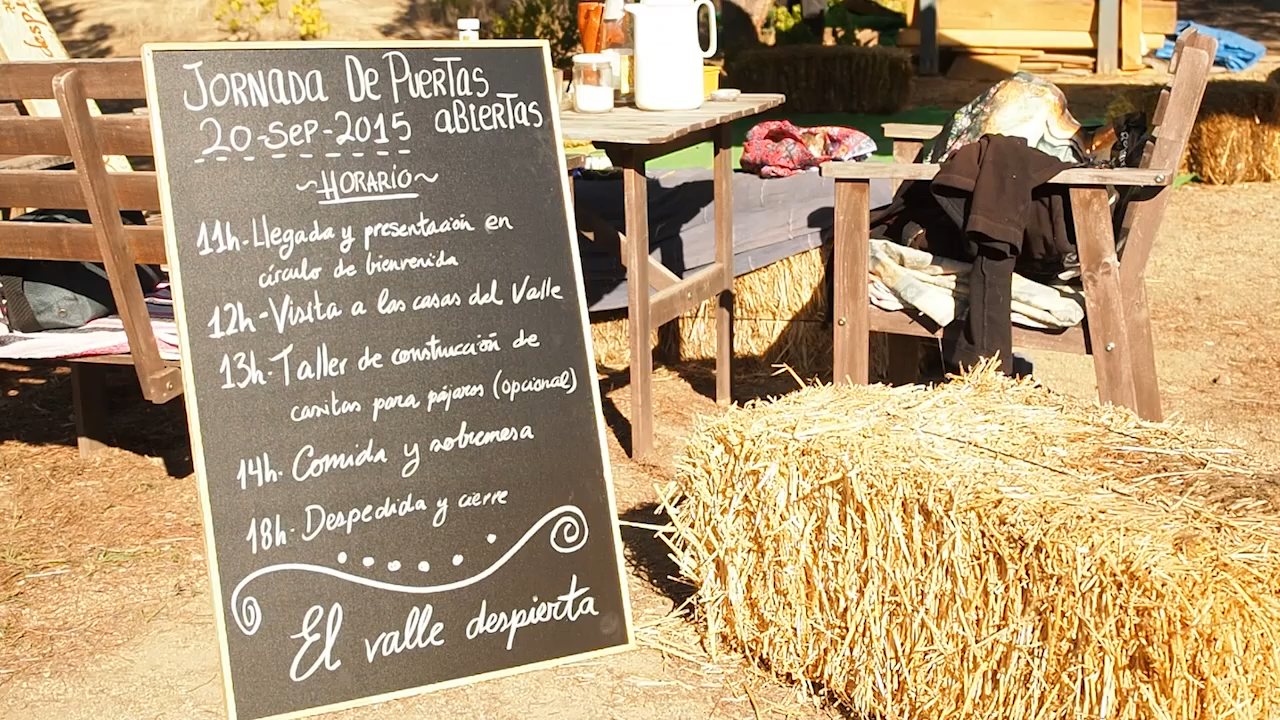 JORNADA DE PUERTAS
20-SEP-2015 ABIERTAS
~HORARIO~
11h-Llegada y presentación en
círculo de bienvenida
12h-Visita a las casas del Valle
13h-Taller de construcción de
casitas para pájaros (opcional)
14h-Comida y sobremesa
18h-Despedida y cierre
El valle despierta